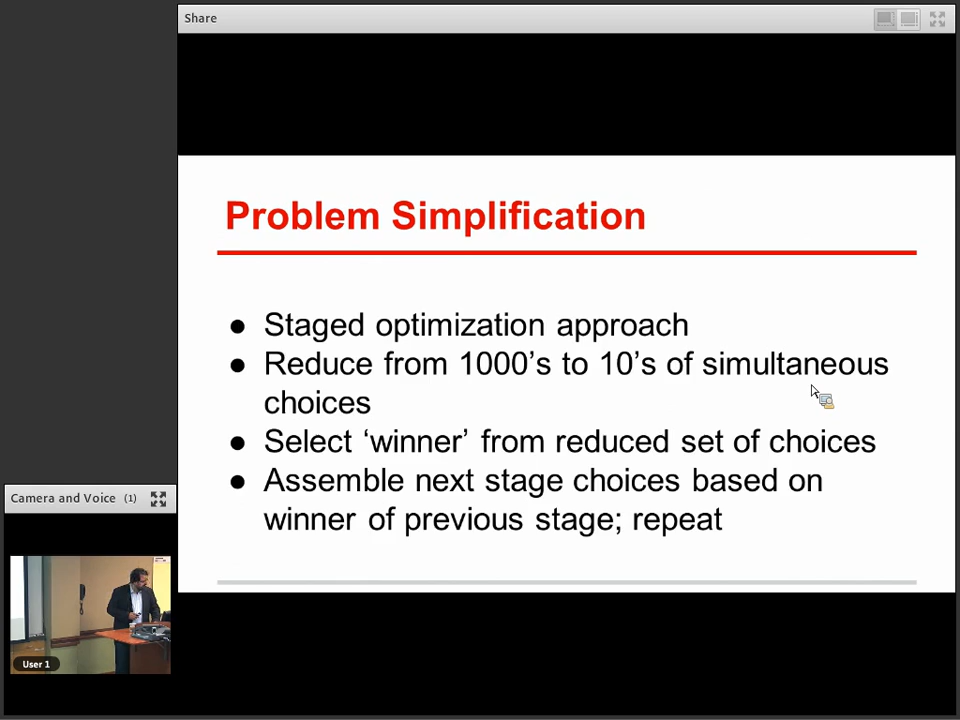 Share
Problem Simplification
● Staged optimization approach
● Reduce from 1000’s to 10’s of simultaneous
choices
● Select ‘winner’ from reduced set of choices
● Assemble next stage choices based on
winner of previous stage; repeat
Camera and Voice (1)
User 1